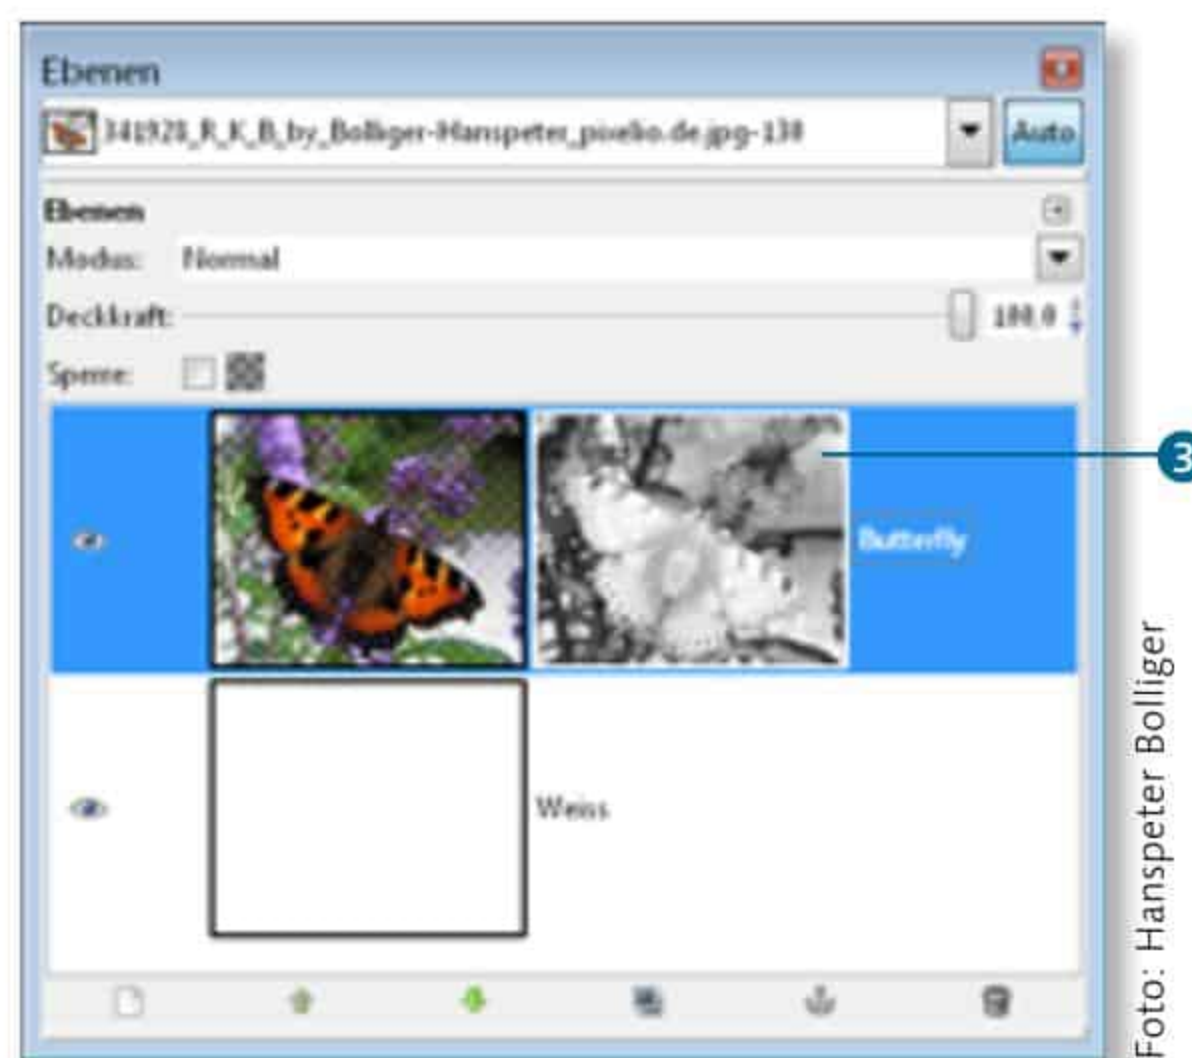 Ebenen
341928_R_K_B_by_Bolliger-Hanspeter_pixelio.de.jpg-130
Auto
Ebenen
Modus: Normal
Deckkraft: 100,0
Sperre:
3
Butterfly
Weiss
Foto: Hanspeter Bolliger